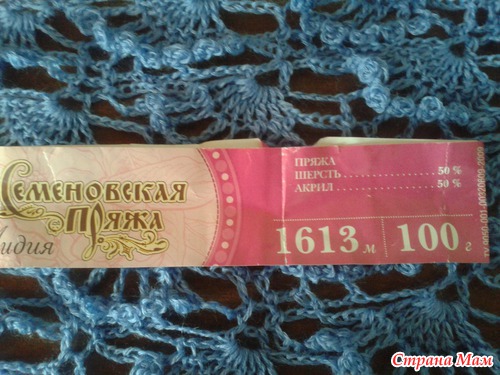 Семеновская
Пряжа
Лидия
ПРЯЖА
ШЕРСТЬ ........................ 50 %
АКРИЛ ........................ 50 %
1613 м
100 г
Страна Мам